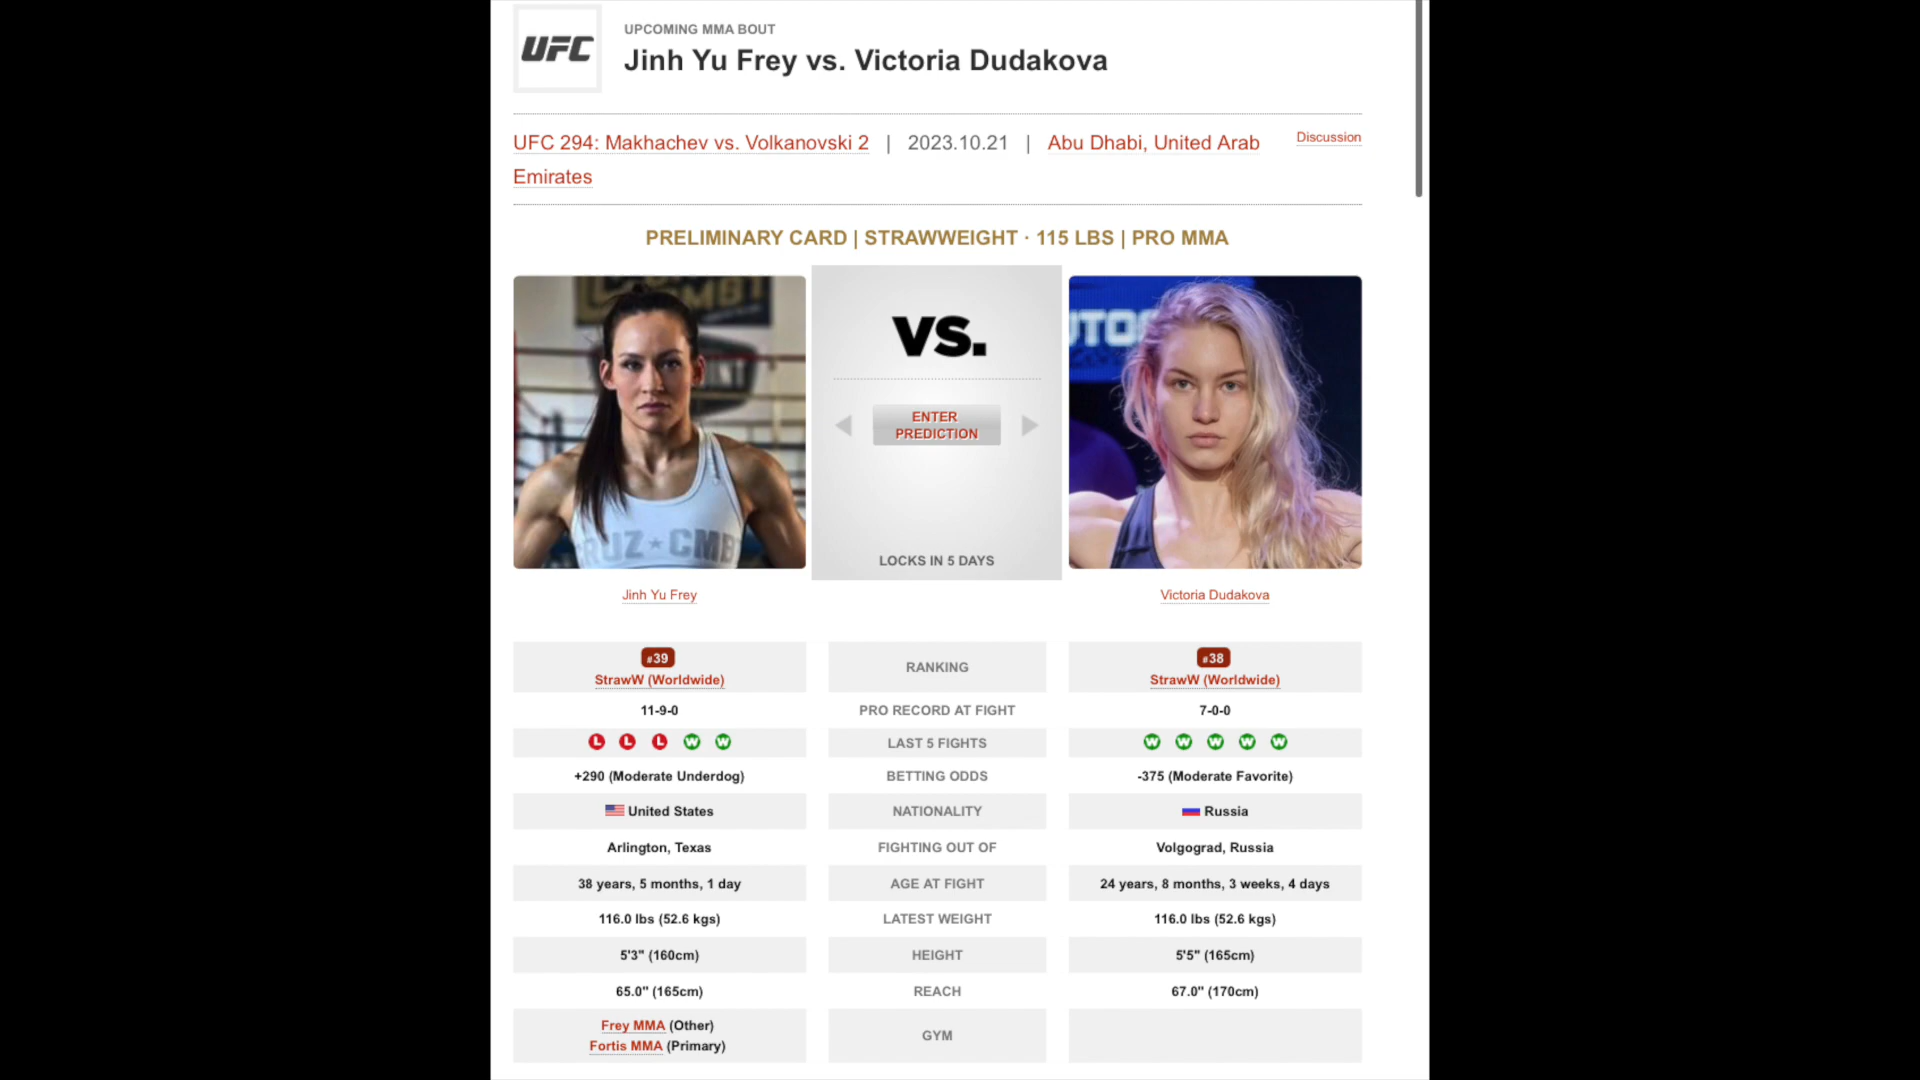 UFC
UPCOMING MMA BOUT
Jinh Yu Frey vs. Victoria Dudakova
UFC 294: Makhachev vs. Volkanovski 2 | 2023.10.21 | Abu Dhabi, United Arab
Emirates
Discussion
PRELIMINARY CARD | STRAWWEIGHT · 115 LBS | PRO MMA
VS.
ENTER
PREDICTION
LOCKS IN 5 DAYS
RUZ★CMB
UTO
Jinh Yu Frey
Victoria Dudakova
#39
StrawW (Worldwide)
RANKING
#38
StrawW (Worldwide)
11-9-0 PRO RECORD AT FIGHT 7-0-0
L L L W W LAST 5 FIGHTS W W W W W
+290 (Moderate Underdog) BETTING ODDS -375 (Moderate Favorite)
United States NATIONALITY Russia
Arlington, Texas FIGHTING OUT OF Volgograd, Russia
38 years, 5 months, 1 day AGE AT FIGHT 24 years, 8 months, 3 weeks, 4 days
116.0 lbs (52.6 kgs) LATEST WEIGHT 116.0 lbs (52.6 kgs)
5'3" (160cm) HEIGHT 5'5" (165cm)
65.0" (165cm) REACH 67.0" (170cm)
Frey MMA (Other)
Fortis MMA (Primary)
GYM